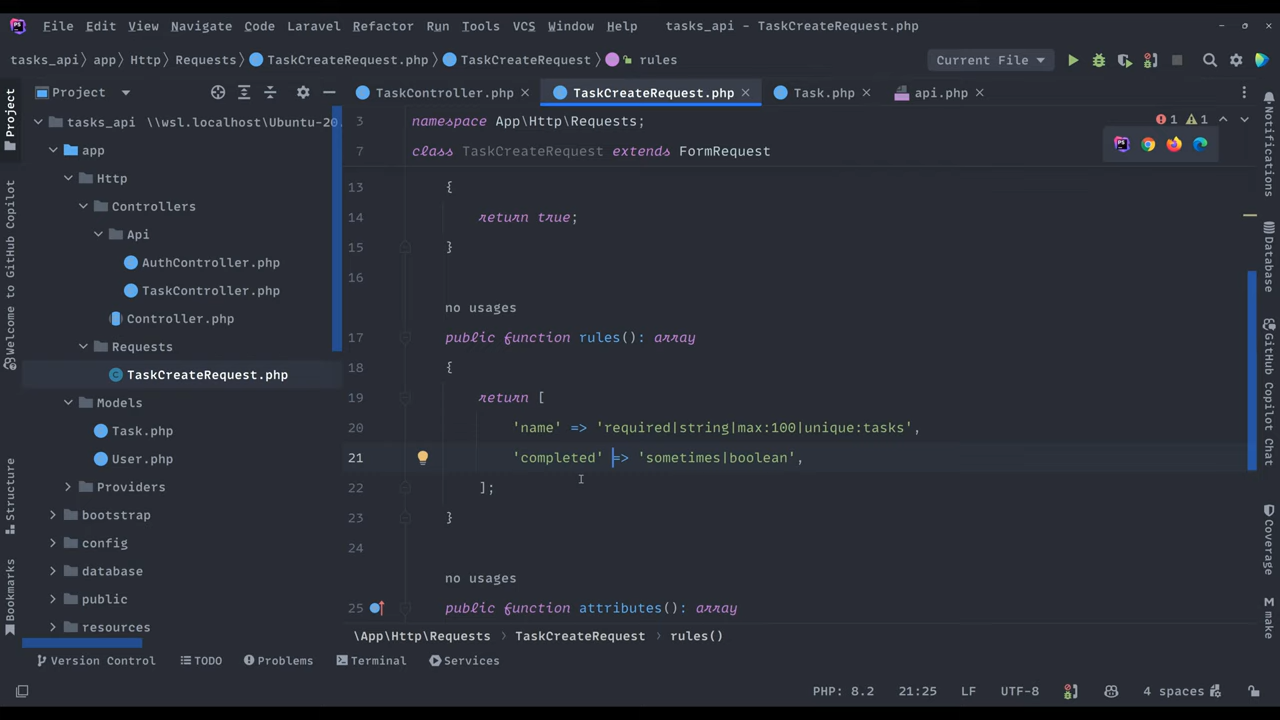 File Edit View Navigate Code Laravel Refactor Run Tools VCS Window Help tasks_api - TaskCreateRequest.php
tasks_api app Http Requests TaskCreateRequest.php TaskCreateRequest rules Current File
Project TaskController.php TaskCreateRequest.php Task.php api.php
tasks_api \\wsl.localhost\Ubuntu-20.
app
Http
Controllers
Api
AuthController.php
TaskController.php
Controller.php
Requests
TaskCreateRequest.php
Models
Task.php
User.php
Providers
bootstrap
config
database
public
resources
3 namespace App\Http\Requests;
1 1
7 class TaskCreateRequest extends FormRequest
13 {
14 return true;
15 }
16
no usages
17 public function rules(): array
18 {
19 return [
20 'name' => 'required|string|max:100|unique:tasks',
21 'completed' => 'sometimes|boolean',
22 ];
23 }
24
no usages
25 public function attributes(): array
\App\Http\Requests TaskCreateRequest rules()
Project
Welcome to GitHub Copilot
Structure
Bookmarks
Notifications
Database
GitHub Copilot Chat
Coverage
make
Version Control TODO Problems Terminal Services
PHP: 8.2 21:25 LF UTF-8 4 spaces